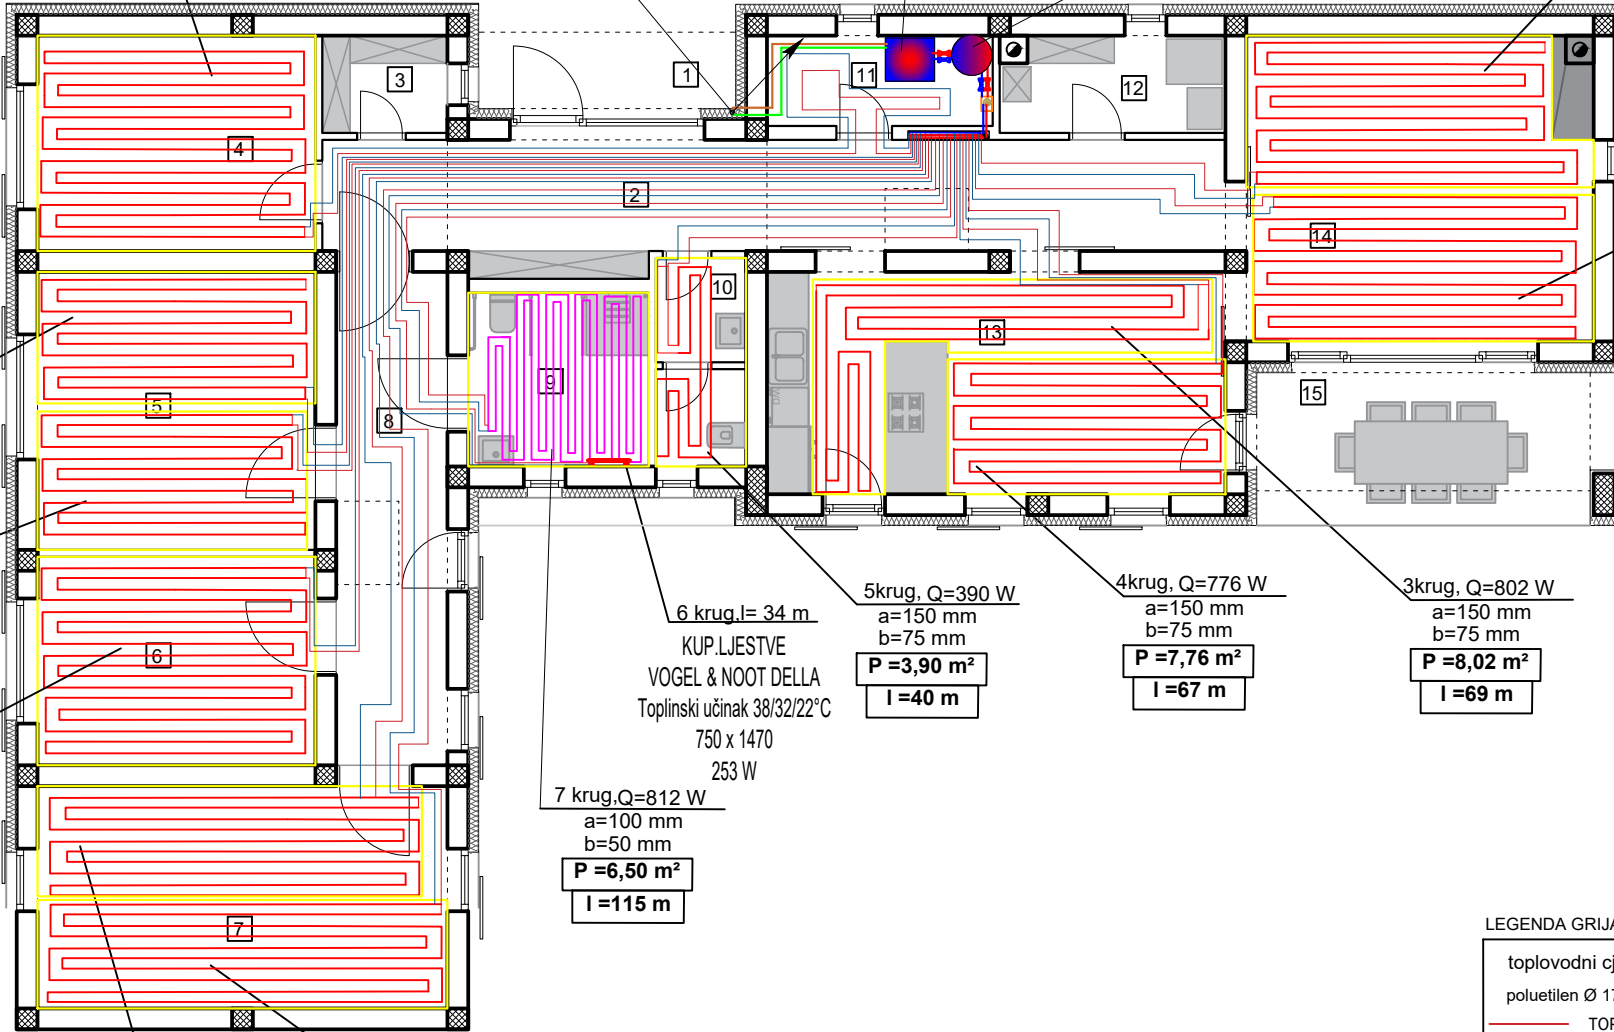 1
2
3
4
5
6
7
8
9
10
11
12
13
14
15
6 krug,l= 34 m
KUP.LJESTVE
VOGEL & NOOT DELLA
Toplinski učinak 38/32/22°C
750 x 1470
253 W
7 krug,Q=812 W
a=100 mm
b=50 mm
P =6,50 m²
l =115 m
5krug, Q=390 W
a=150 mm
b=75 mm
P =3,90 m²
l =40 m
4krug, Q=776 W
a=150 mm
b=75 mm
P =7,76 m²
l =67 m
3krug, Q=802 W
a=150 mm
b=75 mm
P =8,02 m²
l =69 m
LEGENDA GRIJA
toplovodni cj
poluetilen Ø 17
TOP